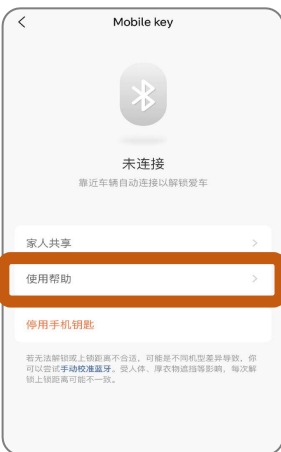 Mobile key
未连接
靠近车辆自动连接以解锁爱车
家人共享
使用帮助
停用手机钥匙
若无法解锁或上锁距离不合适，可能是不同机型差异导致，你
可以尝试手动校准蓝牙。受人体、厚衣物遮挡等影响，每次解
锁上锁距离可能不一致。